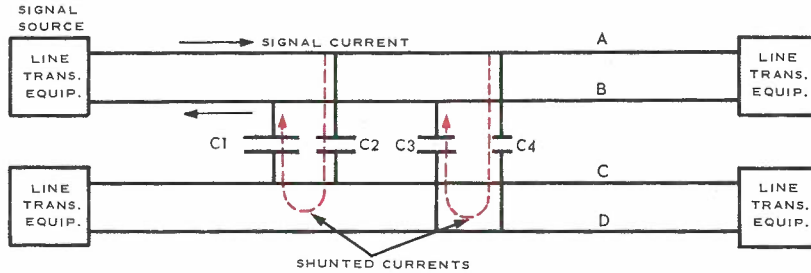 SIGNAL
SOURCE
LINE
TRANS.
EQUIP.
SIGNAL CURRENT
A
LINE
TRANS.
EQUIP.
B
C1
C2
C3
C4
LINE
TRANS.
EQUIP.
C
LINE
TRANS.
EQUIP.
D
SHUNTED CURRENTS